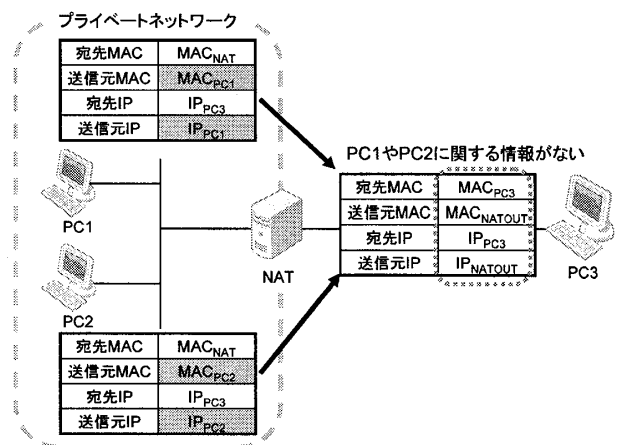 プライベートネットワーク
宛先MAC MACNAT
送信元MAC MACPC1
宛先IP IPPC3
送信元IP IPPC1
PC1やPC2に関する情報がない
宛先MAC MACPC3
送信元MAC MACNATOUT
宛先IP IPPC3
送信元IP IPNATOUT
PC1
NAT
PC3
PC2
宛先MAC MACNAT
送信元MAC MACPC2
宛先IP IPPC3
送信元IP IPPC2